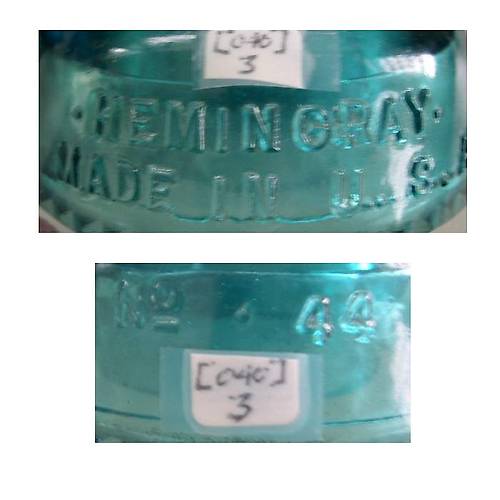 [040]
3
·HEMINGRAY·
MADE IN U.S.A
Nº · 44
[040]
3